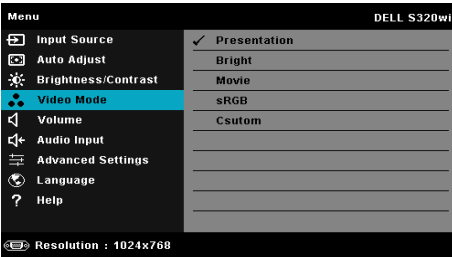 Menu
DELL S320wi
Input Source
Auto Adjust
Brightness/Contrast
Video Mode
Volume
Audio Input
Advanced Settings
Language
Help
Presentation
Bright
Movie
sRGB
Csutom
Resolution : 1024x768